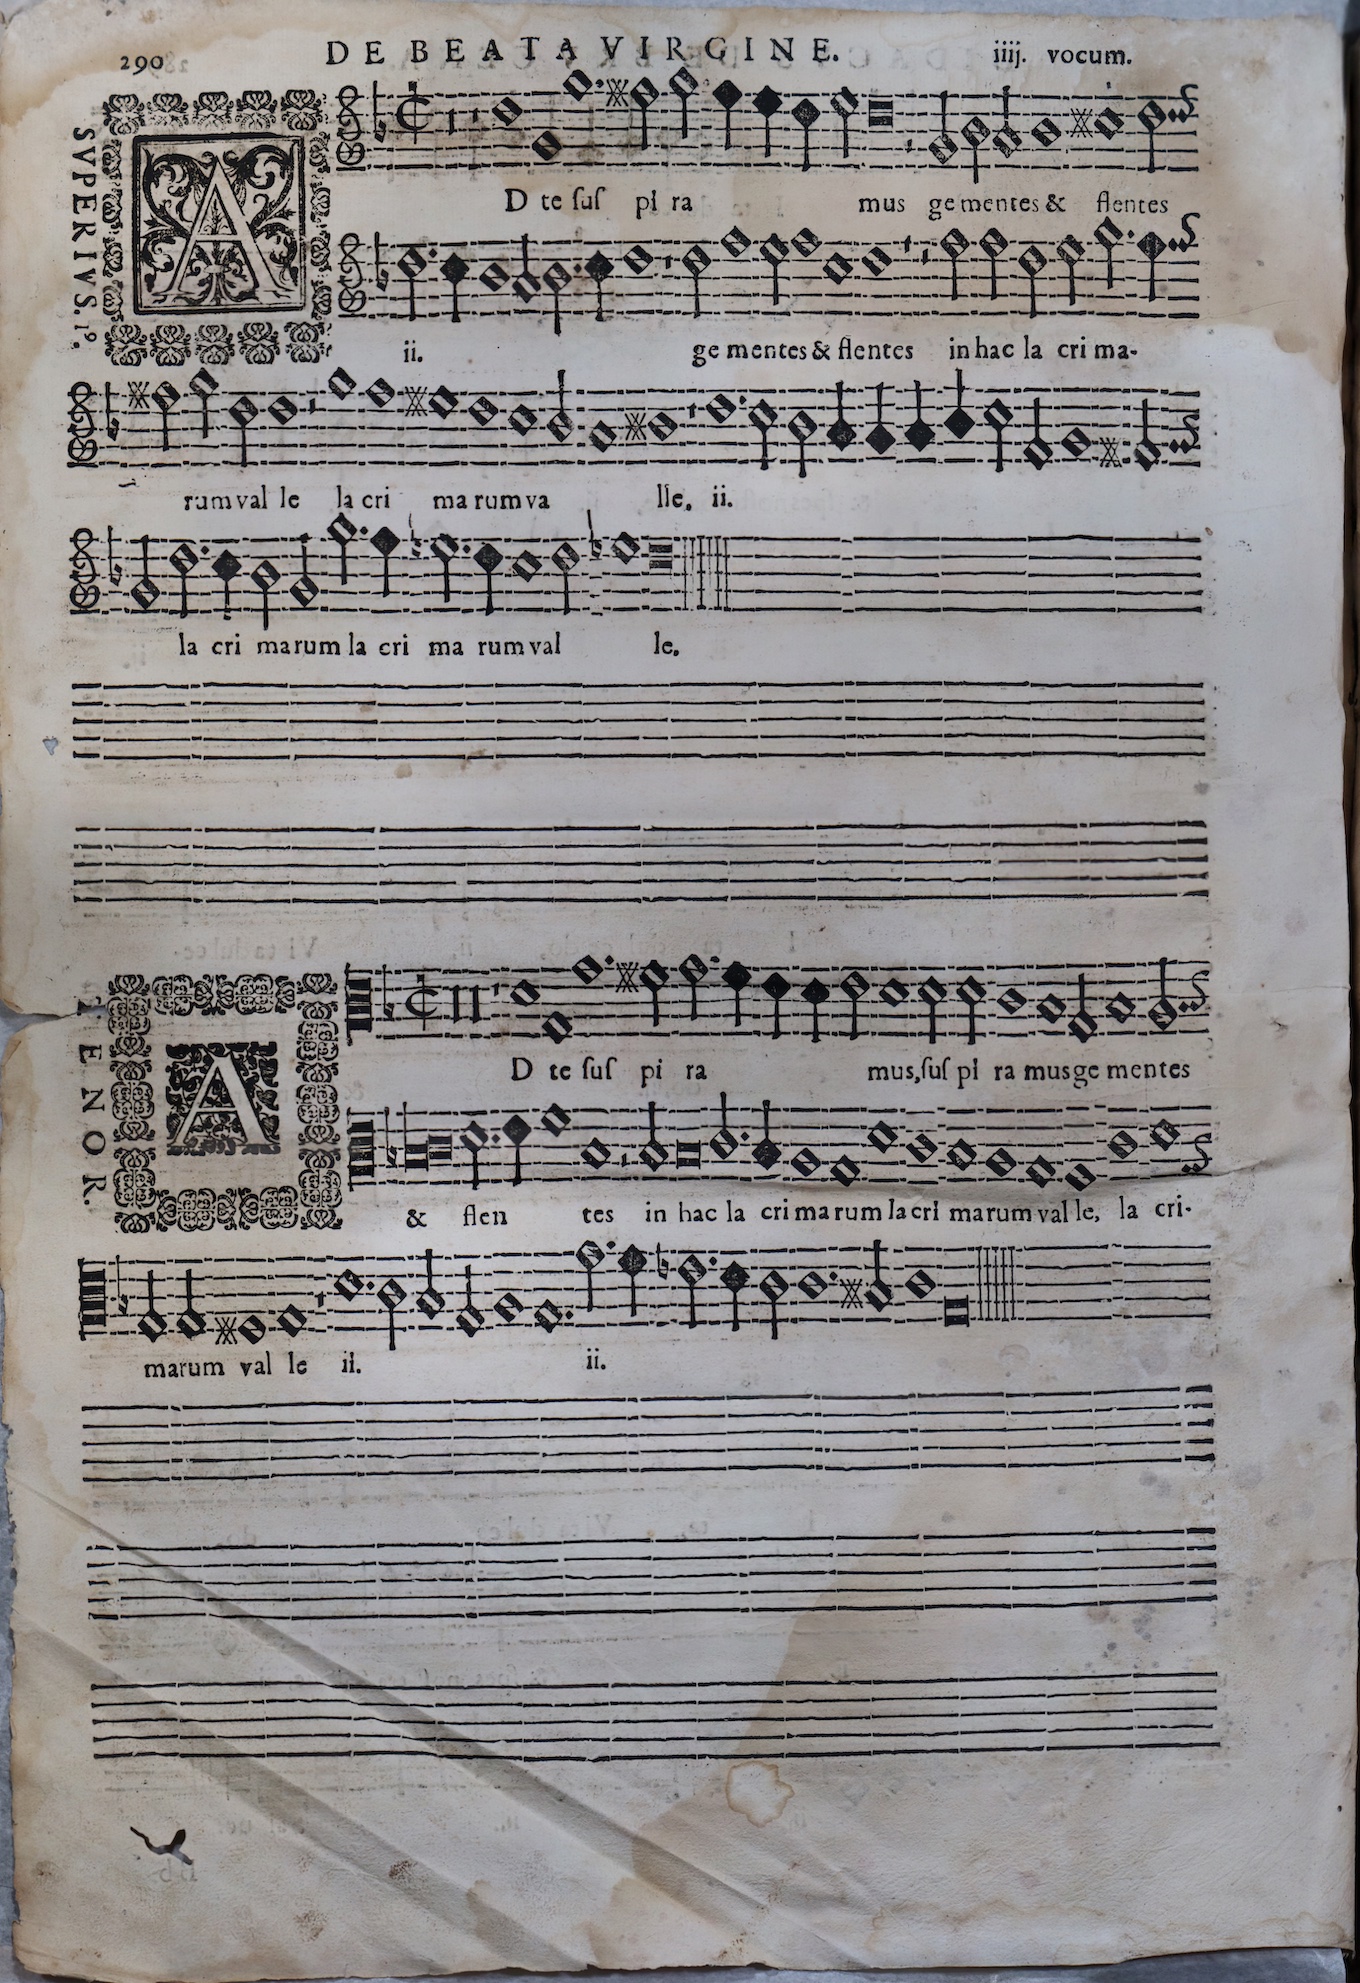 290 DE BEATA VIRGINE. iiij. vocum.
SVPERIVS. 1º.
AD te ſuſ pi ra mus ge mentes & flentes
ii. ge mentes & flentes in hac la cri ma-
rum val le la cri ma rum va lle, ii.
la cri marum la cri ma rum val le.
TENOR.
AD te ſuſ pi ra mus, ſuſ pi ra mus ge mentes
& flen tes in hac la cri ma rum la cri marum val le, la cri-
marum val le ii. ii.